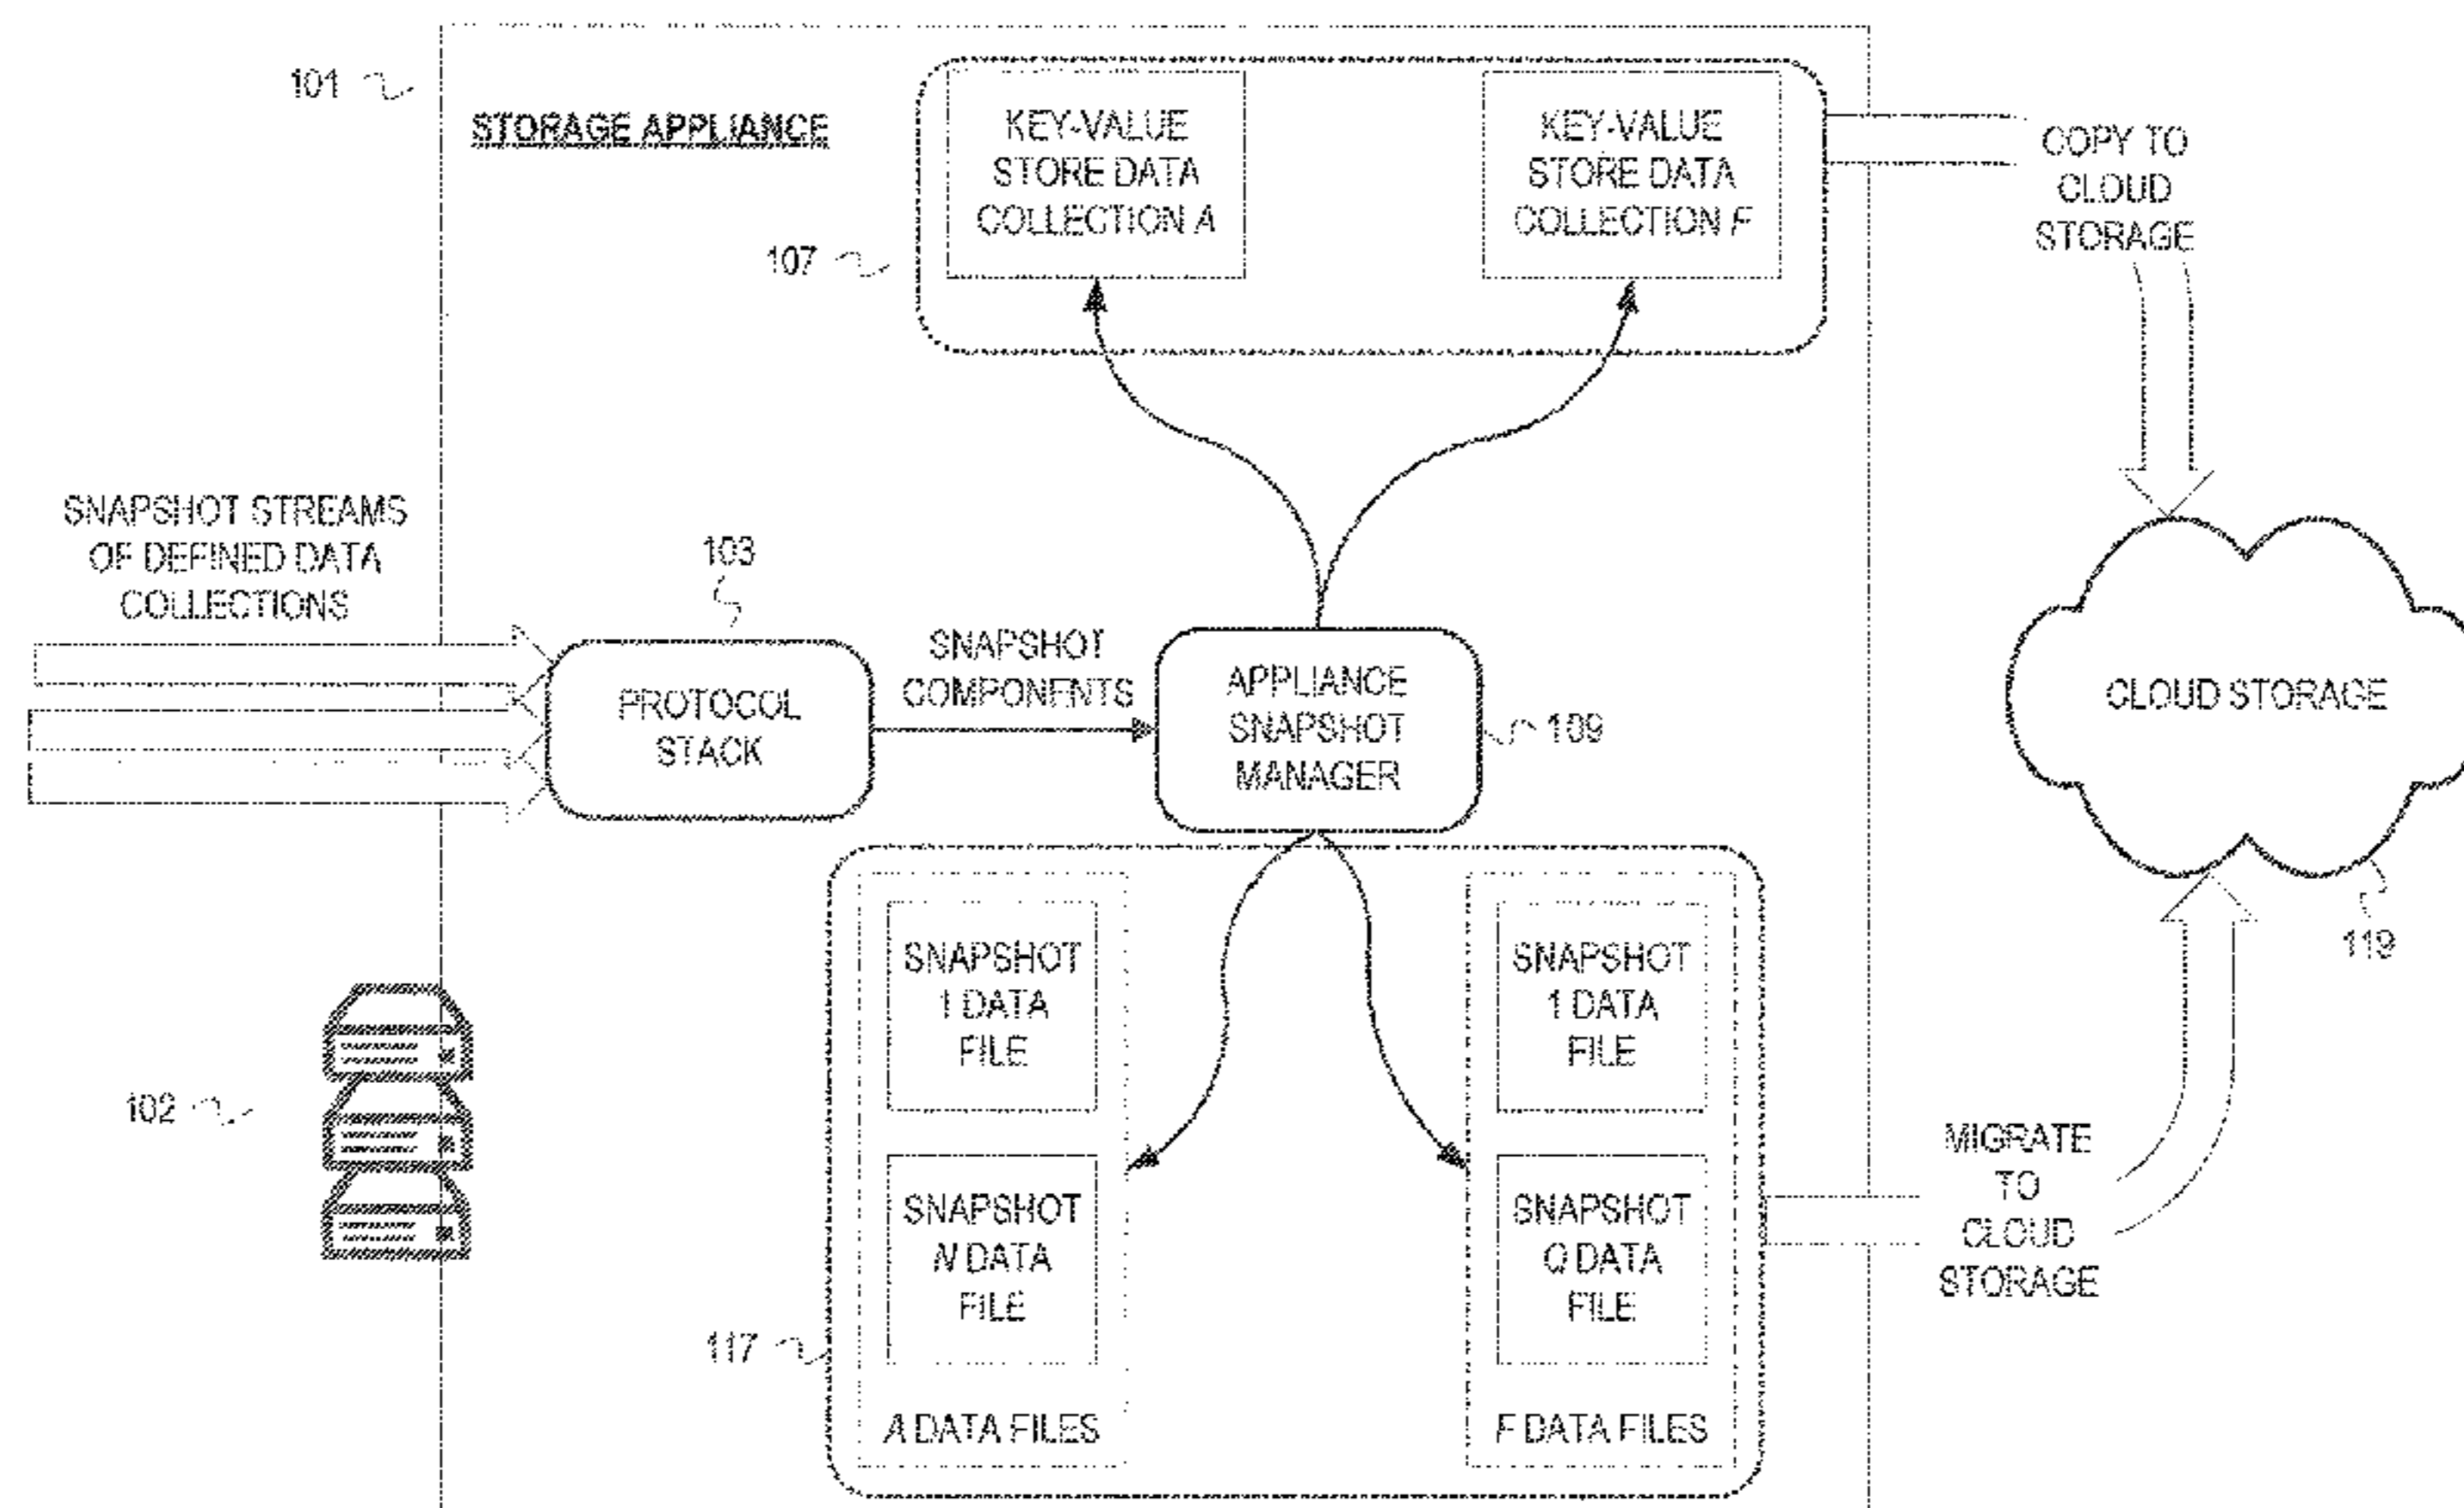 101
STORAGE APPLIANCE
KEY-VALUE
STORE DATA
COLLECTION A
KEY-VALUE
STORE DATA
COLLECTION F
107
COPY TO
CLOUD
STORAGE
SNAPSHOT STREAMS
OF DEFINED DATA
COLLECTIONS
103
PROTOCOL
STACK
SNAPSHOT
COMPONENTS
APPLIANCE
SNAPSHOT
MANAGER
109
CLOUD STORAGE
119
102
SNAPSHOT
1 DATA
FILE
SNAPSHOT
N DATA
FILE
A DATA FILES
SNAPSHOT
1 DATA
FILE
SNAPSHOT
Q DATA
FILE
F DATA FILES
117
MIGRATE
TO
CLOUD
STORAGE